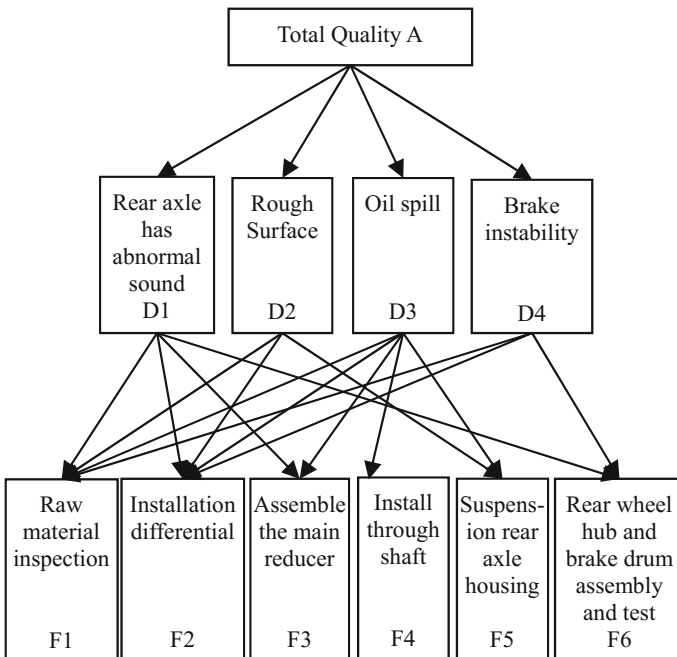 Total Quality A
Rear axle
has
abnormal
sound
D1
Rough
Surface
D2
Oil spill
D3
Brake
instability
D4
Raw
material
inspection
F1
Installation
differential
F2
Assemble
the main
reducer
F3
Install
through
shaft
F4
Suspen-
sion rear
axle
housing
F5
Rear wheel
hub and
brake drum
assembly
and test
F6